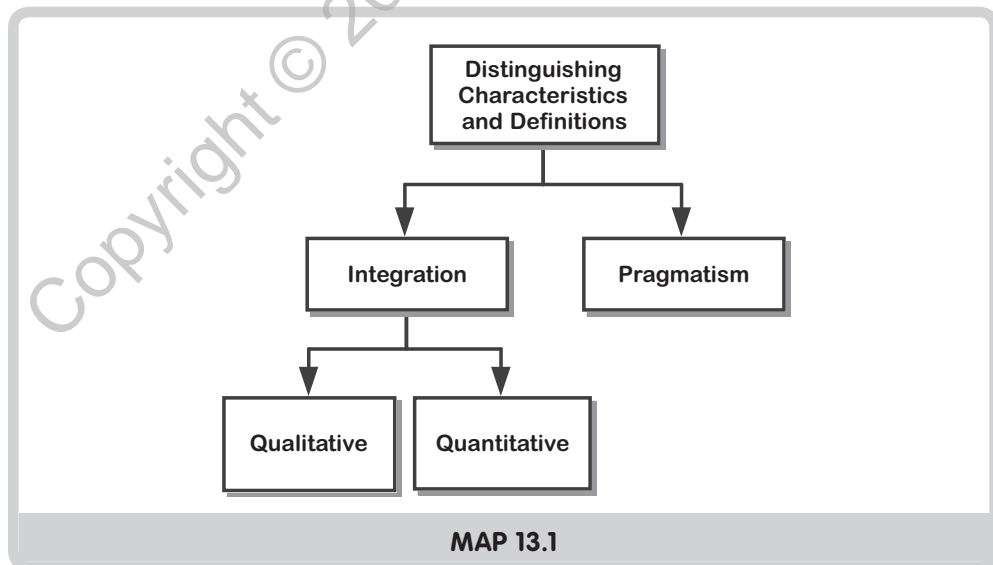 Copyright © 20
Distinguishing
Characteristics
and Definitions
Integration
Pragmatism
Qualitative
Quantitative
MAP 13.1